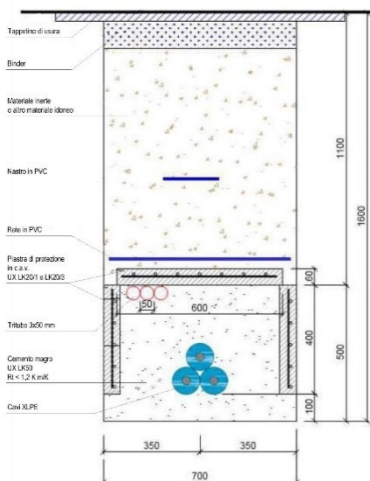 Tappetino di usura
Binder
Materiale inerte
o altro materiale idoneo
Nastro in PVC
Rete in PVC
Piastra di protezione
in c.a.v.
UX LK20/1 e LK20/3
Tritubo 3x50 mm
Cemento magro
UX LK50
Rt < 1,2 K m/W
Cavi XLPE
50
600
1100
1600
60
400
500
100
350
350
700